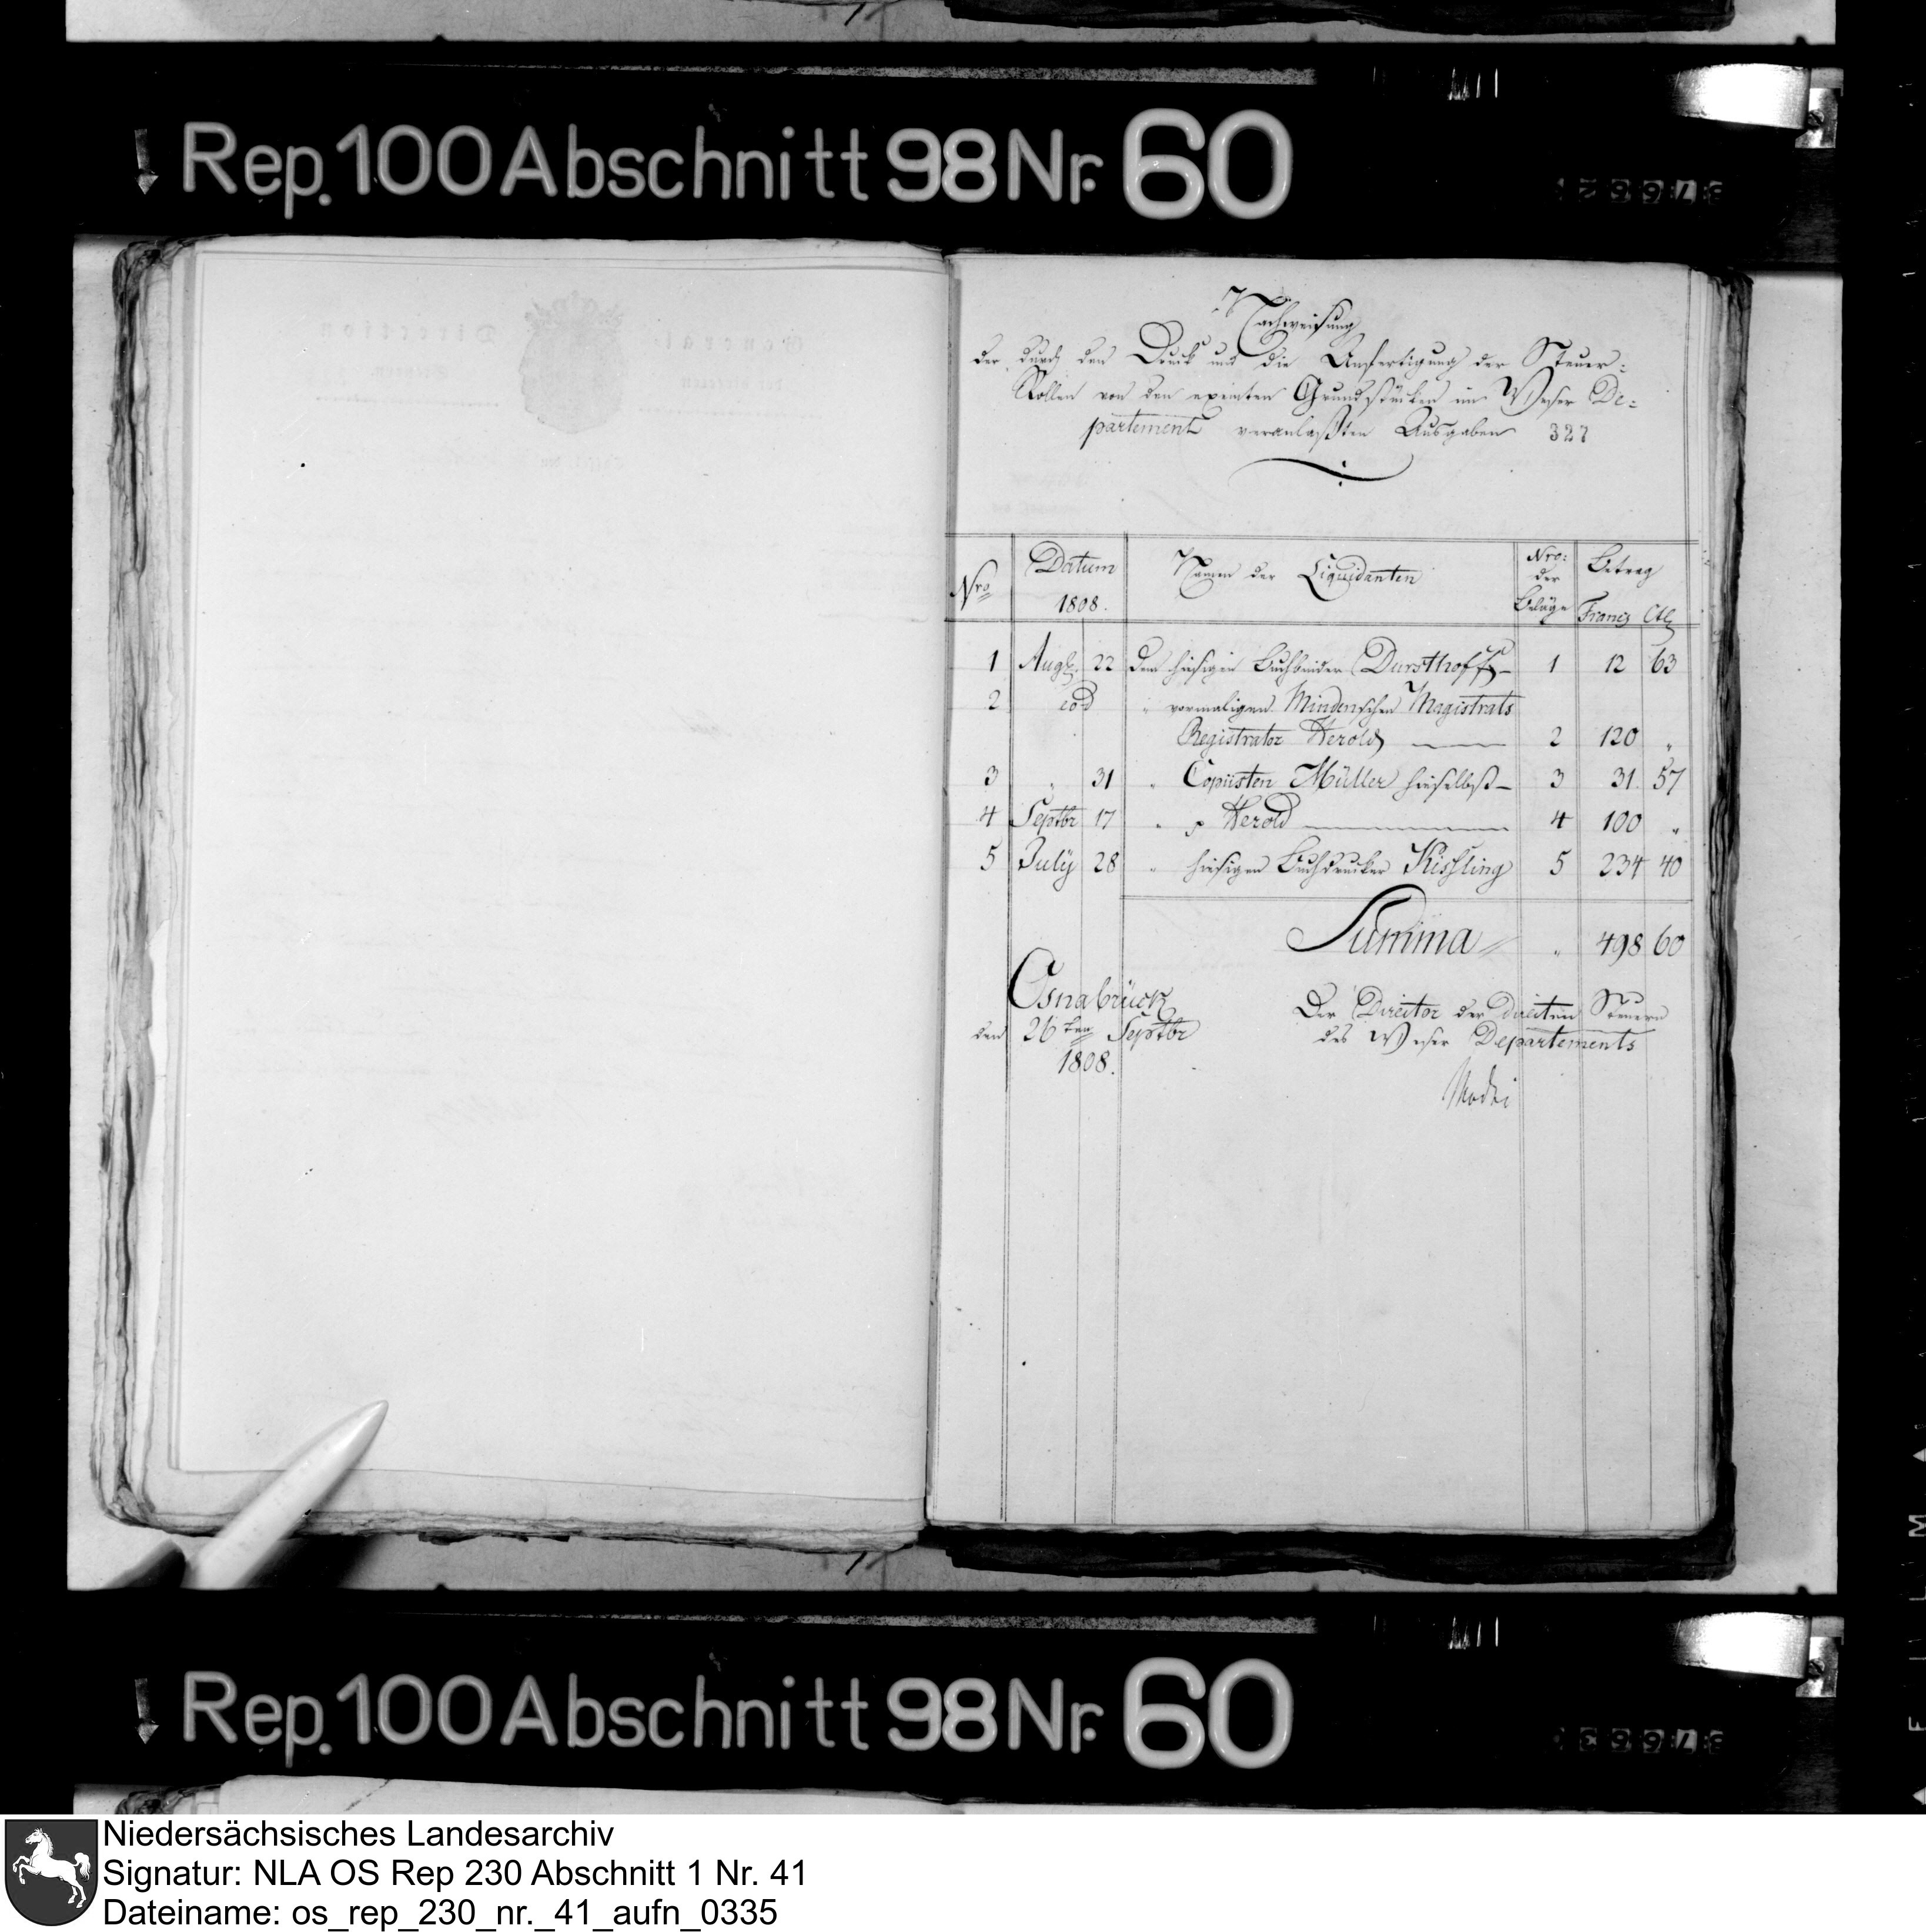 Rep. 100 Abschnitt 98 Nr. 60
Nachweisung
der durch den Druck und die Anfertigung der Steuer-
Rollen von den exemten Grundstücken im Weser De-
partement veranlaßten Ausgaben 327
Nro Datum 1808. Namen der Liquidanten Nro: der Beläge Betrag Francs Cts
1 Augst. 22 Dem hiesigen Buchbinder Dursthoff 1 12 63
2 eod " vormaligen Mindenschen Magistrats
Registrator Herold 2 120 "
3 " 31 " Copiisten Müller hieselbst 3 31 57
4 Septbr 17 " p Herold 4 100 "
5 July 28 " hiesigen Buchdrucker Kissling 5 234 40
Summa " 498 60
Osnabrück
den 26ten Septbr
1808.
Der Director der directen Steuern
des Weser Departements
Rep. 100 Abschnitt 98 Nr. 60
Niedersächsisches Landesarchiv
Signatur: NLA OS Rep 230 Abschnitt 1 Nr. 41
Dateiname: os_rep_230_nr._41_aufn_0335